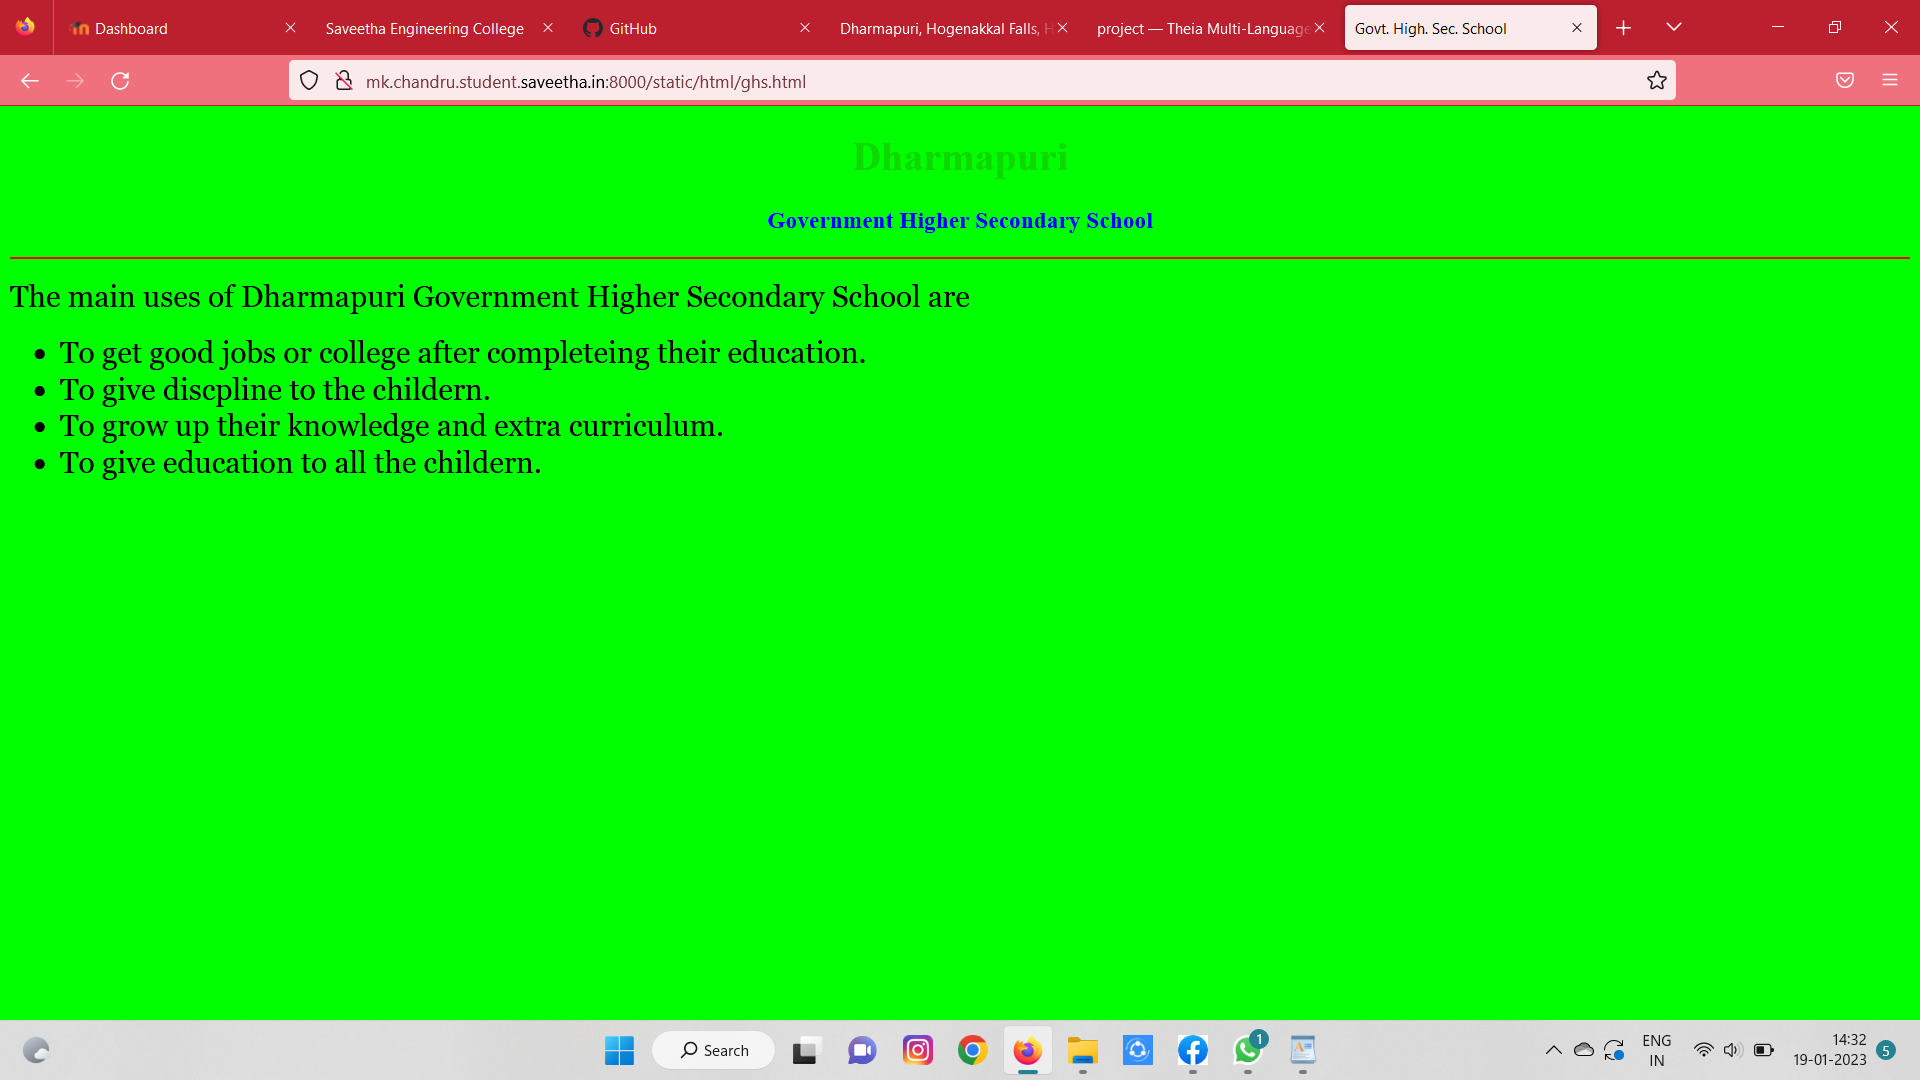 Dashboard
Saveetha Engineering College
GitHub
Dharmapuri, Hogenakkal Falls, H
project — Theia Multi-Language
Govt. High. Sec. School
mk.chandru.student.saveetha.in:8000/static/html/ghs.html
Dharmapuri
Government Higher Secondary School
The main uses of Dharmapuri Government Higher Secondary School are
• To get good jobs or college after completeing their education.
• To give discpline to the childern.
• To grow up their knowledge and extra curriculum.
• To give education to all the childern.
Search
1
ENG
IN
14:32
19-01-2023
5